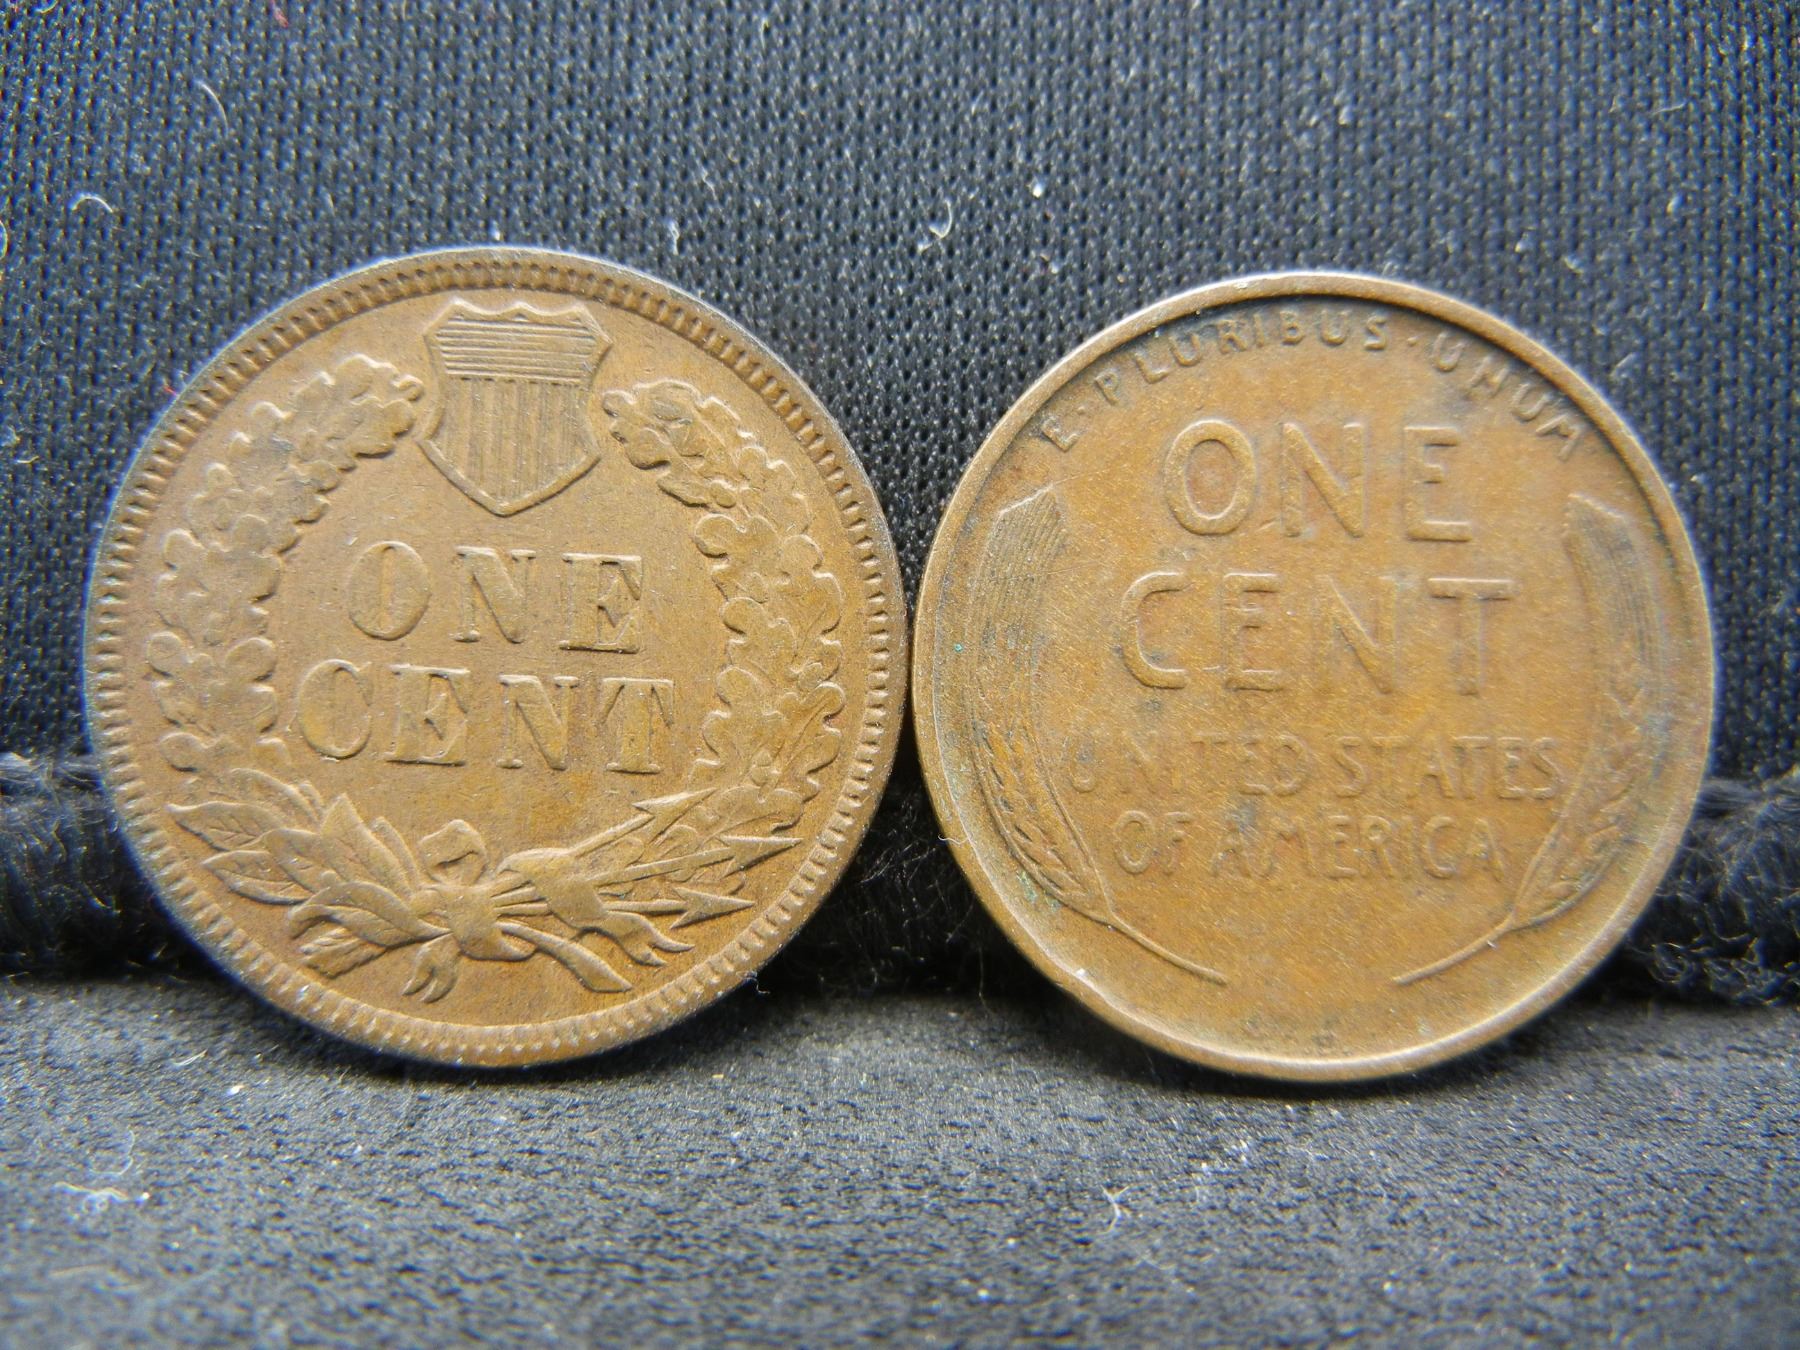 ONE
CENT
E·PLURIBUS·UNUM
ONE
CENT
UNITED STATES
OF AMERICA